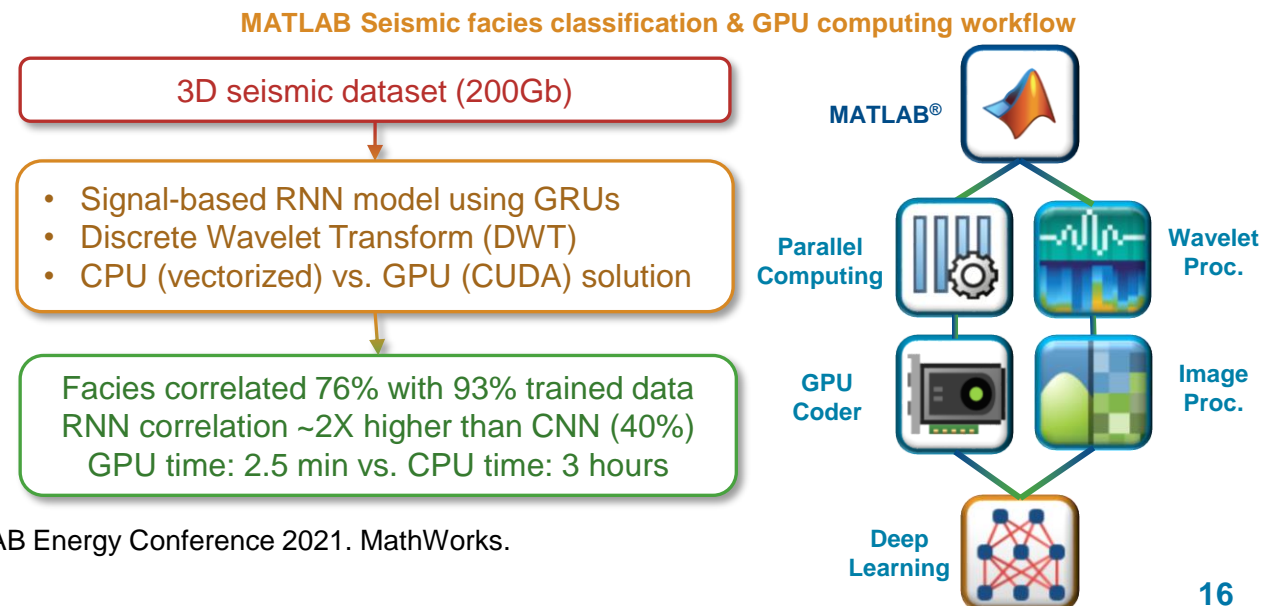 MATLAB Seismic facies classification & GPU computing workflow
3D seismic dataset (200Gb)
• Signal-based RNN model using GRUs
• Discrete Wavelet Transform (DWT)
• CPU (vectorized) vs. GPU (CUDA) solution
Facies correlated 76% with 93% trained data
RNN correlation ~2X higher than CNN (40%)
GPU time: 2.5 min vs. CPU time: 3 hours
MATLAB®
Parallel
Computing
Wavelet
Proc.
GPU
Coder
Image
Proc.
Deep
Learning
AB Energy Conference 2021. MathWorks.
16